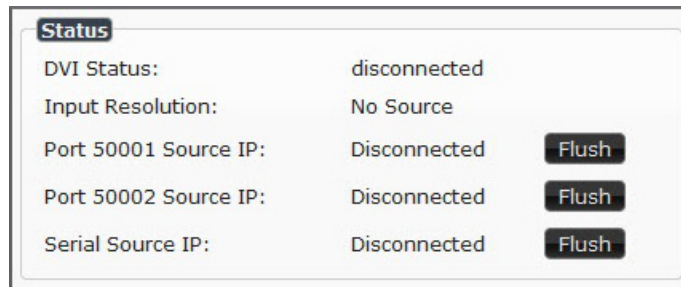 Status
DVI Status: disconnected
Input Resolution: No Source
Port 50001 Source IP: Disconnected Flush
Port 50002 Source IP: Disconnected Flush
Serial Source IP: Disconnected Flush